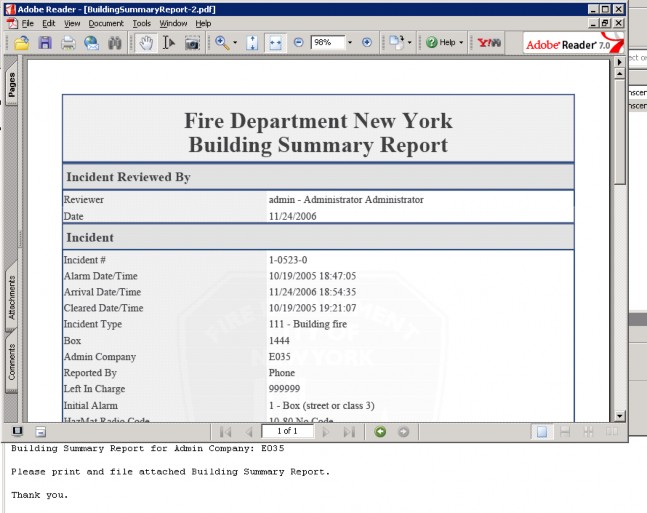 Adobe Reader - [BuildingSummaryReport-2.pdf]
File Edit View Document Tools Window Help
98% Help Adobe Reader 7.0
Pages
Attachments
Comments
Fire Department New York
Building Summary Report
Incident Reviewed By
Reviewer admin - Administrator Administrator
Date 11/24/2006
Incident
Incident # 1-0523-0
Alarm Date/Time 10/19/2005 18:47:05
Arrival Date/Time 11/24/2006 18:54:35
Cleared Date/Time 10/19/2005 19:21:07
Incident Type 111 - Building fire
Box 1444
Admin Company E035
Reported By Phone
Left In Charge 999999
Initial Alarm 1 - Box (street or class 3)
HazMat Radio Code 10-80 No Code
1 of 1
Building Summary Report for Admin Company: E035
Please print and file attached Building Summary Report.
Thank you.